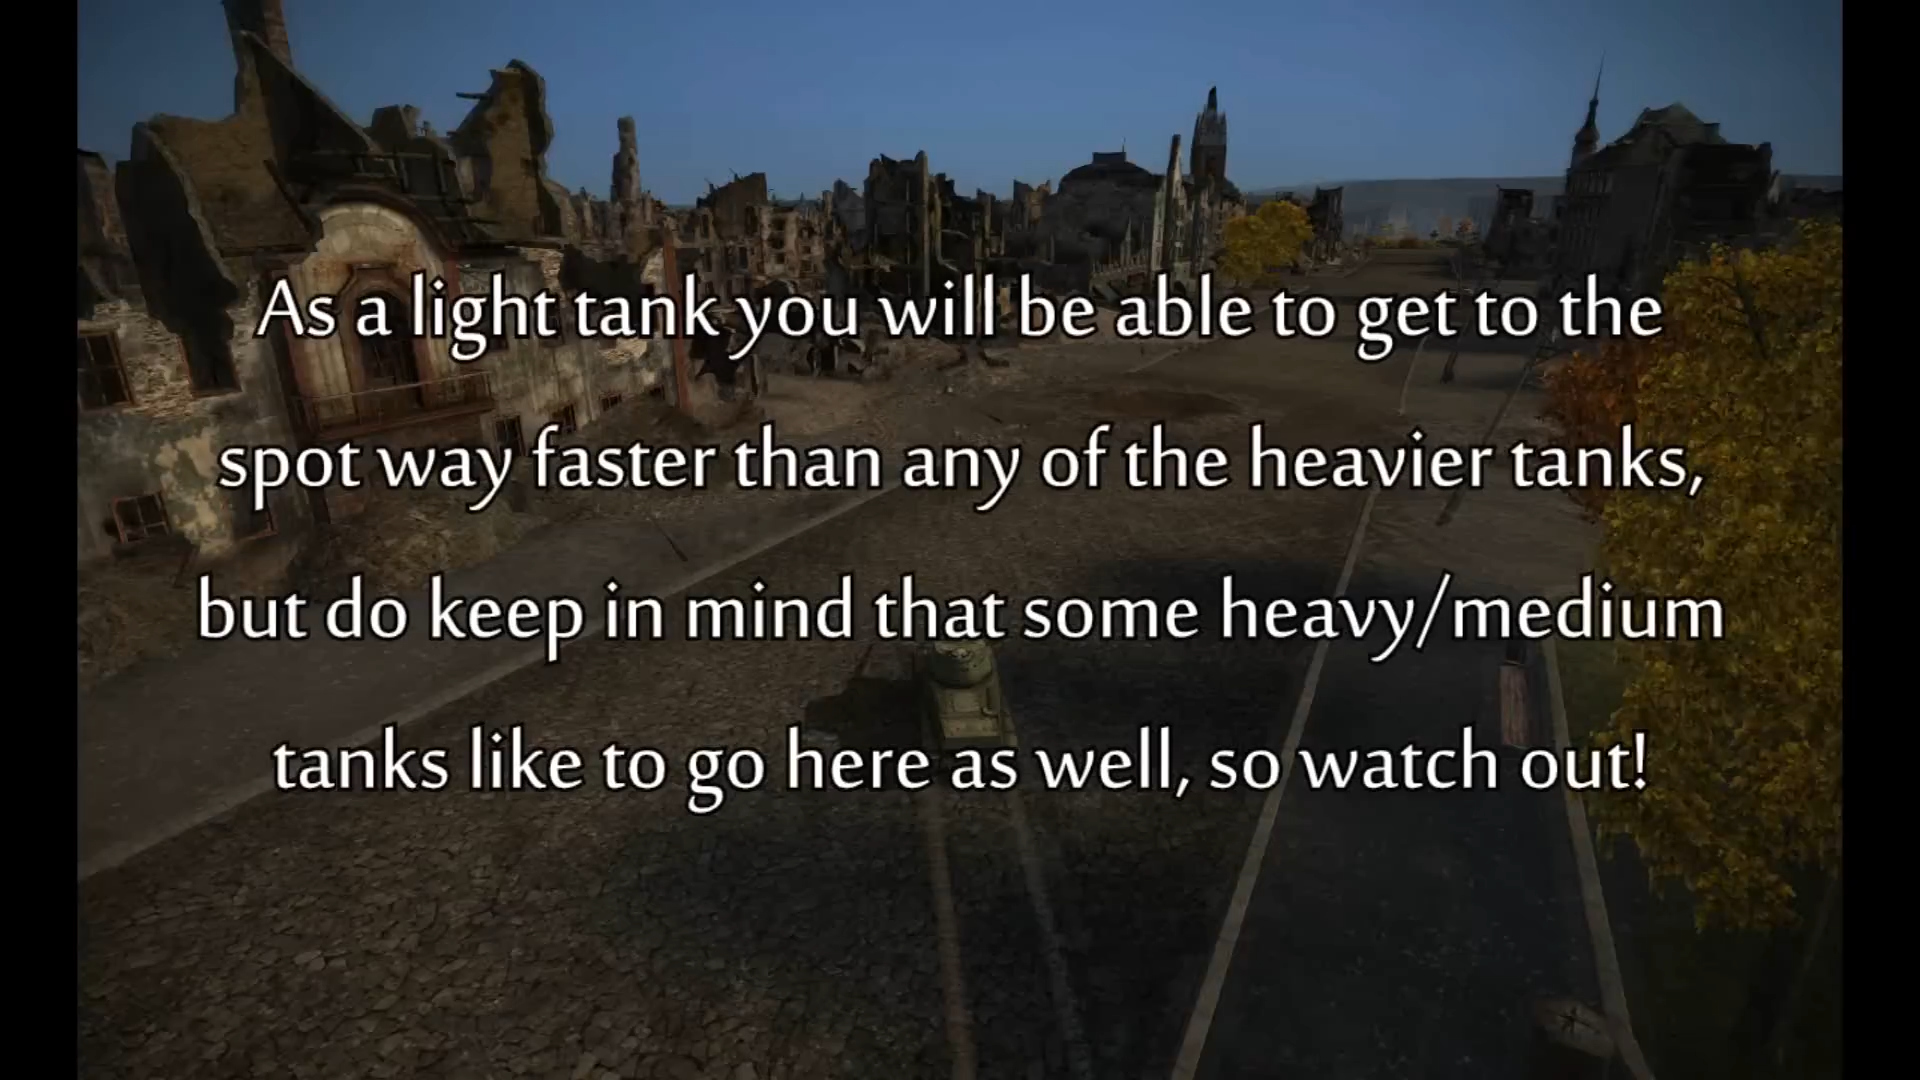 As a light tank you will be able to get to the
spot way faster than any of the heavier tanks,
but do keep in mind that some heavy/medium
tanks like to go here as well, so watch out!